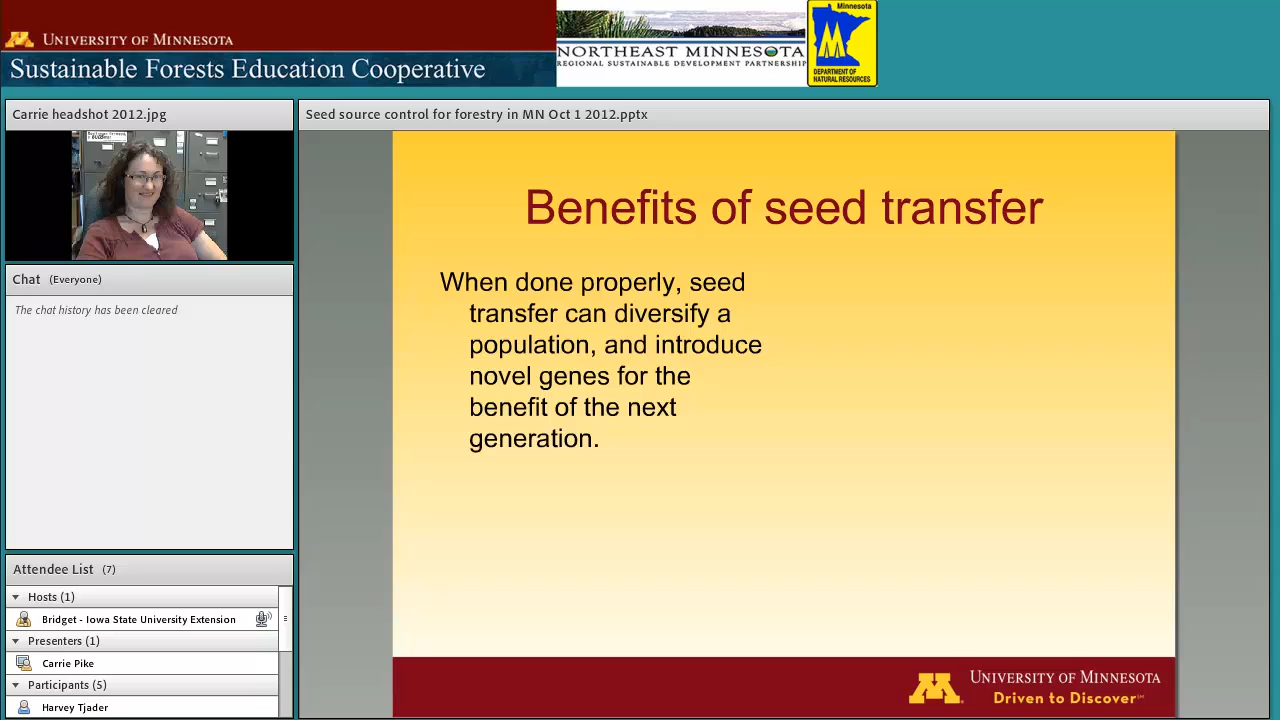 UNIVERSITY OF MINNESOTA
Sustainable Forests Education Cooperative
NORTHEAST MINNESOTA
REGIONAL SUSTAINABLE DEVELOPMENT PARTNERSHIP
Minnesota
DEPARTMENT OF
NATURAL RESOURCES
Carrie headshot 2012.jpg
Chat (Everyone)
The chat history has been cleared
Attendee List (7)
Hosts (1)
Bridget - Iowa State University Extension
Presenters (1)
Carrie Pike
Participants (5)
Harvey Tjader
Seed source control for forestry in MN Oct 1 2012.pptx
Benefits of seed transfer
When done properly, seed
transfer can diversify a
population, and introduce
novel genes for the
benefit of the next
generation.
UNIVERSITY OF MINNESOTA
Driven to Discover℠